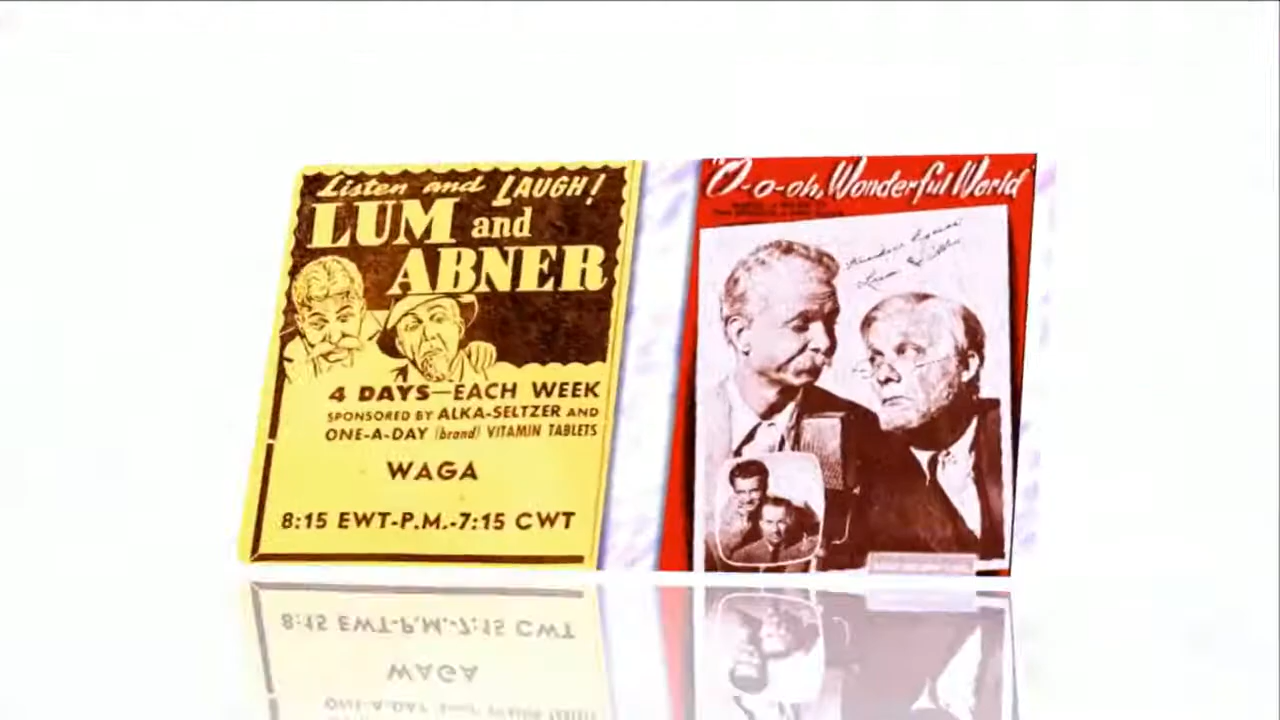 Listen and LAUGH!
LUM and
ABNER
4 DAYS—EACH WEEK
SPONSORED BY ALKA-SELTZER AND
ONE-A-DAY (brand) VITAMIN TABLETS
WAGA
8:15 EWT-P.M.-7:15 CWT
"O-o-oh, Wonderful World